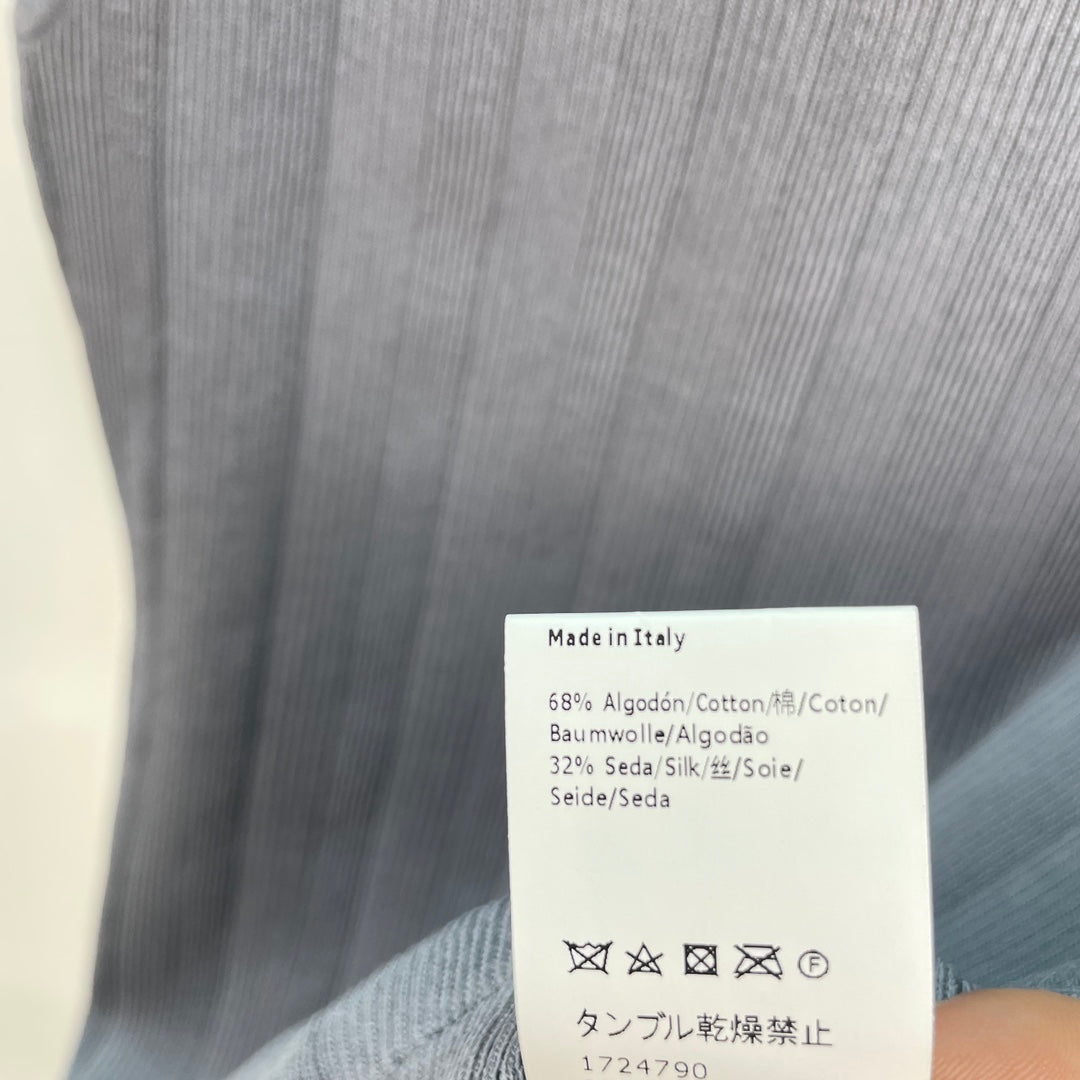 Made in Italy
68% Algodón/Cotton/棉/Coton/
Baumwolle/Algodão
32% Seda/Silk/丝/Soie/
Seide/Seda
F
タンブル乾燥禁止
1724790